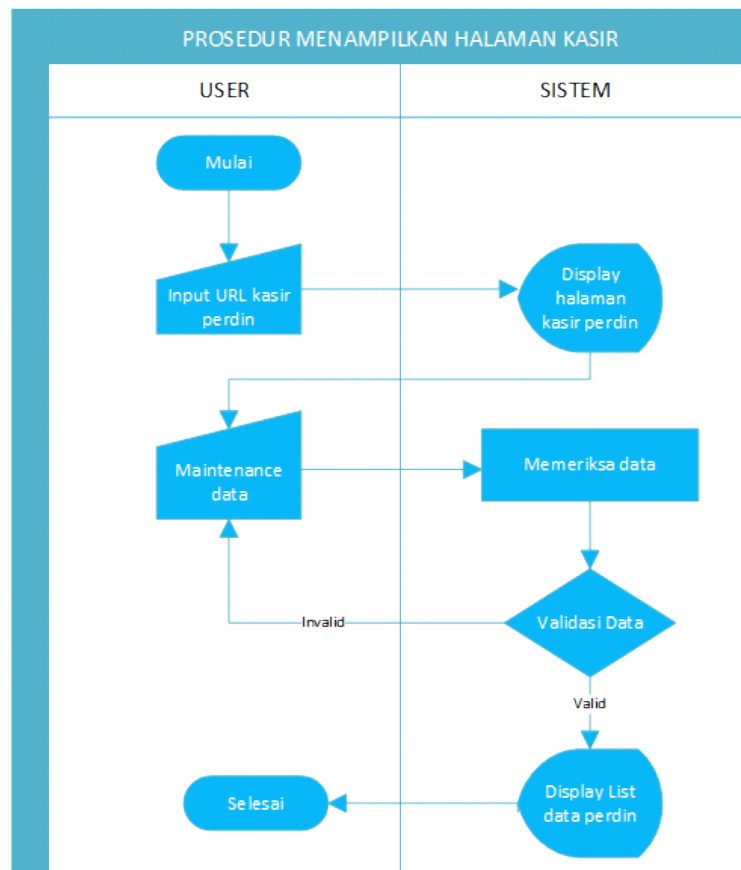 PROSEDUR MENAMPILKAN HALAMAN KASIR
USER
SISTEM
Mulai
Input URL kasir
perdin
Display
halaman
kasir perdin
Maintenance
data
Memeriksa data
Validasi Data
Invalid
Valid
Display List
data perdin
Selesai